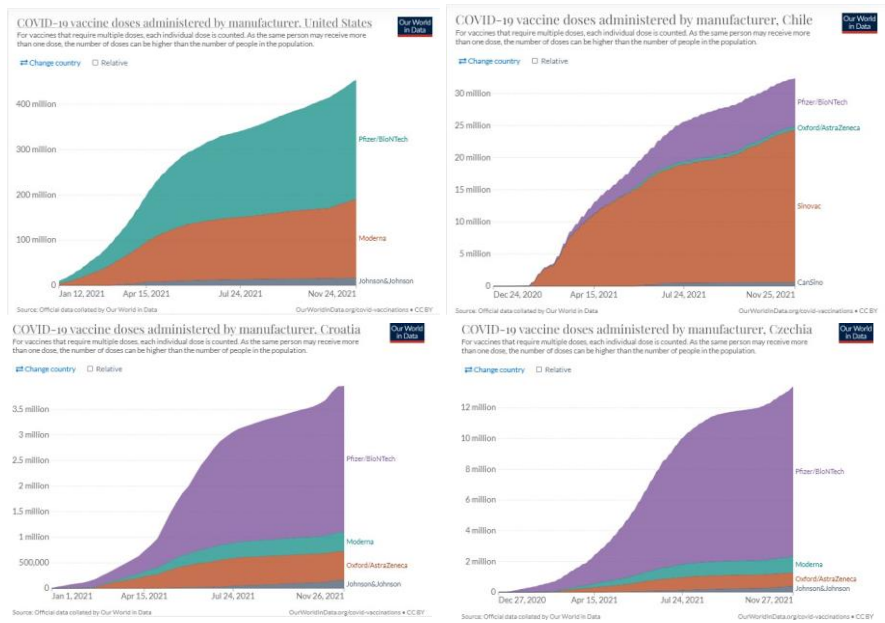 COVID-19 vaccine doses administered by manufacturer, United States
Our World
in Data
For vaccines that require multiple doses, each individual dose is counted. As the same person may receive more
than one dose, the number of doses can be higher than the number of people in the population.
⇄ Change country ☐ Relative
400 million
300 million
200 million
100 million
0
Pfizer/BioNTech
Moderna
Johnson&Johnson
Jan 12, 2021 Apr 15, 2021 Jul 24, 2021 Nov 24, 2021
Source: Official data collated by Our World in Data OurWorldInData.org/covid-vaccinations • CC BY
COVID-19 vaccine doses administered by manufacturer, Chile
Our World
in Data
For vaccines that require multiple doses, each individual dose is counted. As the same person may receive more
than one dose, the number of doses can be higher than the number of people in the population.
⇄ Change country ☐ Relative
30 million
25 million
20 million
15 million
10 million
5 million
0
Pfizer/BioNTech
Oxford/AstraZeneca
Sinovac
CanSino
Dec 24, 2020 Apr 15, 2021 Jul 24, 2021 Nov 25, 2021
Source: Official data collated by Our World in Data OurWorldInData.org/covid-vaccinations • CC BY
COVID-19 vaccine doses administered by manufacturer, Croatia
Our World
in Data
For vaccines that require multiple doses, each individual dose is counted. As the same person may receive more
than one dose, the number of doses can be higher than the number of people in the population.
⇄ Change country ☐ Relative
3.5 million
3 million
2.5 million
2 million
1.5 million
1 million
500,000
0
Pfizer/BioNTech
Moderna
Oxford/AstraZeneca
Johnson&Johnson
Jan 1, 2021 Apr 15, 2021 Jul 24, 2021 Nov 26, 2021
Source: Official data collated by Our World in Data OurWorldInData.org/covid-vaccinations • CC BY
COVID-19 vaccine doses administered by manufacturer, Czechia
Our World
in Data
For vaccines that require multiple doses, each individual dose is counted. As the same person may receive more
than one dose, the number of doses can be higher than the number of people in the population.
⇄ Change country ☐ Relative
12 million
10 million
8 million
6 million
4 million
2 million
0
Pfizer/BioNTech
Moderna
Oxford/AstraZeneca
Johnson&Johnson
Dec 27, 2020 Apr 15, 2021 Jul 24, 2021 Nov 27, 2021
Source: Official data collated by Our World in Data OurWorldInData.org/covid-vaccinations • CC BY